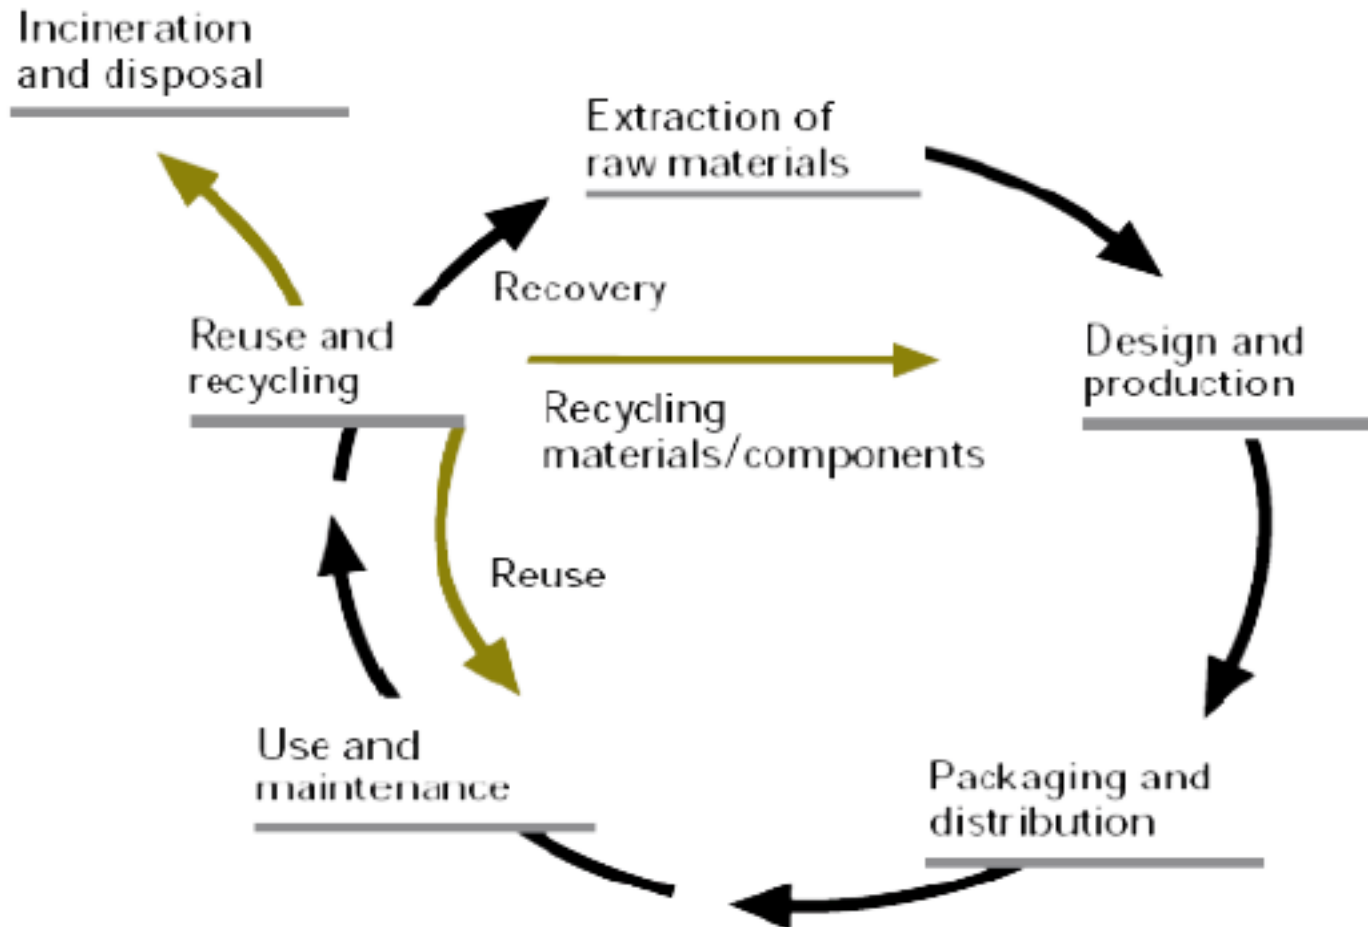 Incineration
and disposal
Extraction of
raw materials
Recovery
Reuse and
recycling
Design and
production
Recycling
materials/components
Reuse
Use and
maintenance
Packaging and
distribution